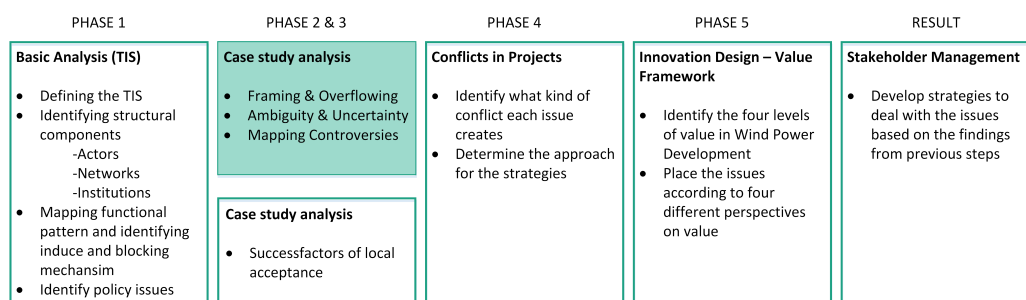 PHASE 1
PHASE 2 & 3
PHASE 4
PHASE 5
RESULT
Basic Analysis (TIS)
• Defining the TIS
• Identifying structural
components
-Actors
-Networks
-Institutions
• Mapping functional
pattern and identifying
induce and blocking
mechansim
• Identify policy issues
Case study analysis
• Framing & Overflowing
• Ambiguity & Uncertainty
• Mapping Controversies
Case study analysis
• Successfactors of local
acceptance
Conflicts in Projects
• Identify what kind of
conflict each issue
creates
• Determine the approach
for the strategies
Innovation Design – Value
Framework
• Identify the four levels
of value in Wind Power
Development
• Place the issues
according to four
different perspectives
on value
Stakeholder Management
• Develop strategies to
deal with the issues
based on the findings
from previous steps